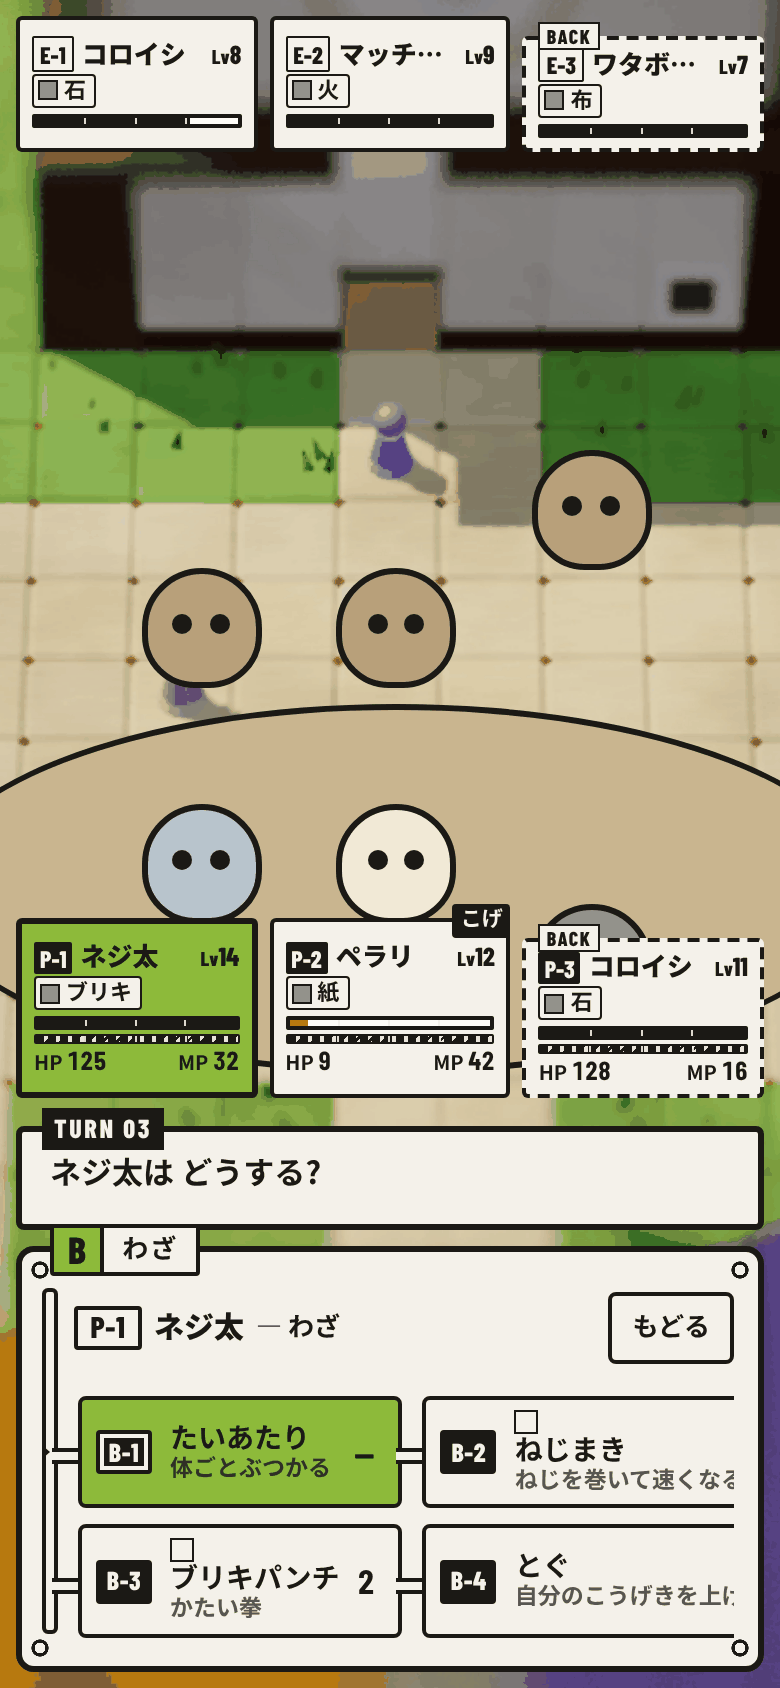 E-1 コロイシ Lv8
石
E-2 マッチ… Lv9
火
BACK
E-3 ワタボ… Lv7
布
P-1 ネジ太 Lv14
ブリキ
HP 125 MP 32
こげ
P-2 ペラリ Lv12
紙
HP 9 MP 42
BACK
P-3 コロイシ Lv11
石
HP 128 MP 16
TURN 03
ネジ太は どうする?
B わざ
P-1 ネジ太 — わざ
もどる
B-1 たいあたり –
体ごとぶつかる
B-2 ねじまき
ねじを巻いて速くなる
B-3 ブリキパンチ 2
かたい拳
B-4 とぐ
自分のこうげきを上げ